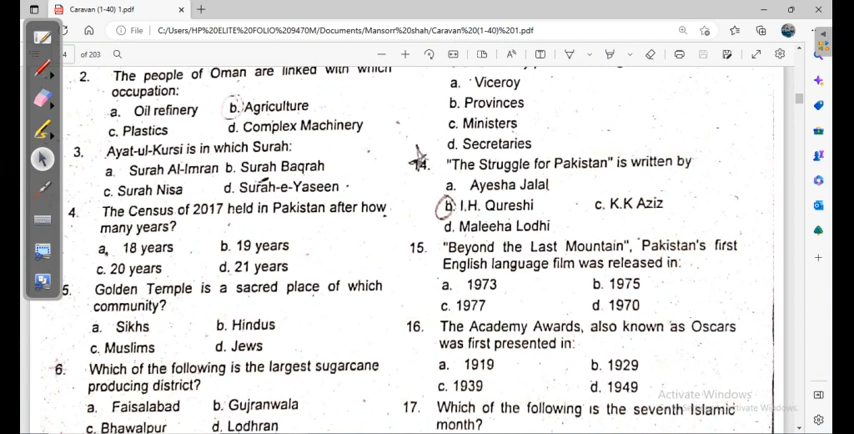 Caravan (1-40) 1.pdf
File
C:/Users/HP%20ELITE%20FOLIO%209470M/Documents/Mansorr%20shah/Caravan%20(1-40)%201.pdf
4 of 203
2. The people of Oman are linked with which
occupation:
a. Oil refinery b. Agriculture
c. Plastics d. Complex Machinery
3. Ayat-ul-Kursi is in which Surah:
a. Surah Al-Imran b. Surah Baqrah
c. Surah Nisa d. Surah-e-Yaseen
4. The Census of 2017 held in Pakistan after how
many years?
a. 18 years b. 19 years
c. 20 years d. 21 years
5. Golden Temple is a sacred place of which
community?
a. Sikhs b. Hindus
c. Muslims d. Jews
6. Which of the following is the largest sugarcane
producing district?
a. Faisalabad b. Gujranwala
c. Bhawalpur d. Lodhran
a. Viceroy
b. Provinces
c. Ministers
d. Secretaries
14. "The Struggle for Pakistan" is written by
a. Ayesha Jalal
b. I.H. Qureshi c. K.K Aziz
d. Maleeha Lodhi
15. "Beyond the Last Mountain", Pakistan's first
English language film was released in:
a. 1973 b. 1975
c. 1977 d. 1970
16. The Academy Awards, also known as Oscars
was first presented in:
a. 1919 b. 1929
c. 1939 d. 1949
17. Which of the following is the seventh Islamic
month?
Activate Windows